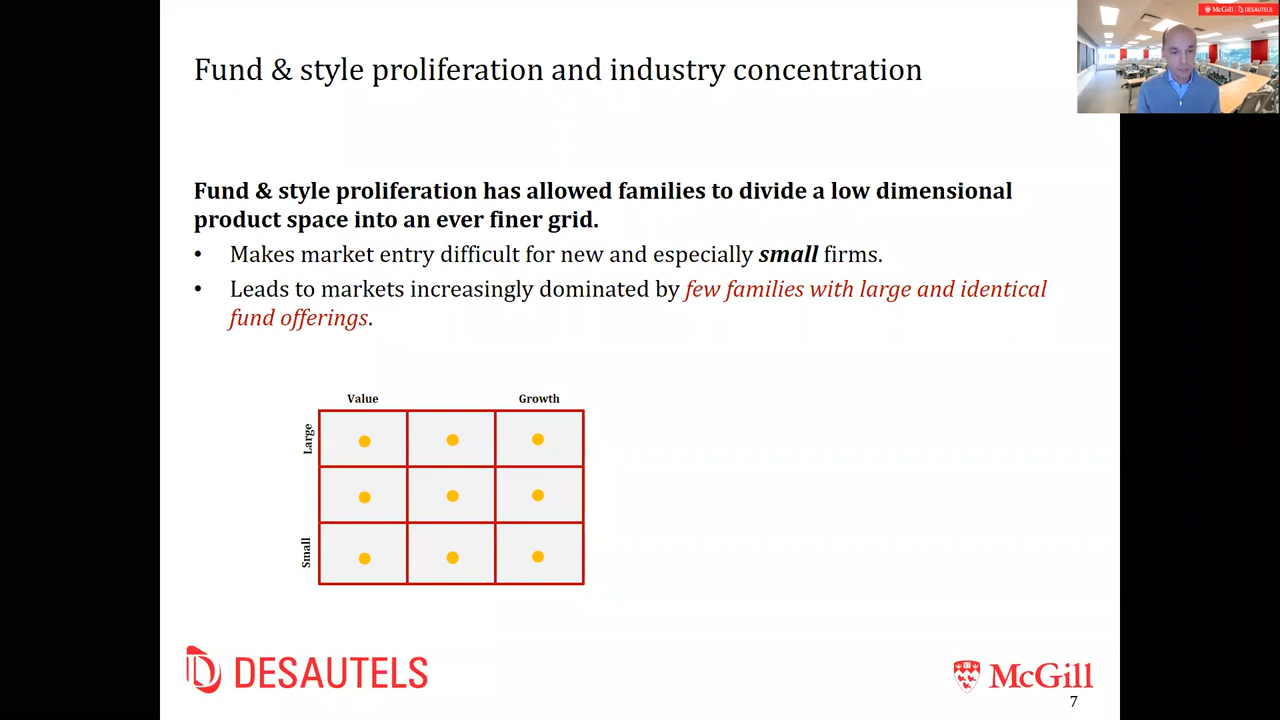 McGill DESAUTELS
Fund & style proliferation and industry concentration
Fund & style proliferation has allowed families to divide a low dimensional
product space into an ever finer grid.
• Makes market entry difficult for new and especially small firms.
• Leads to markets increasingly dominated by few families with large and identical
fund offerings.
Value Growth
Large
Small
DESAUTELS
McGill
7